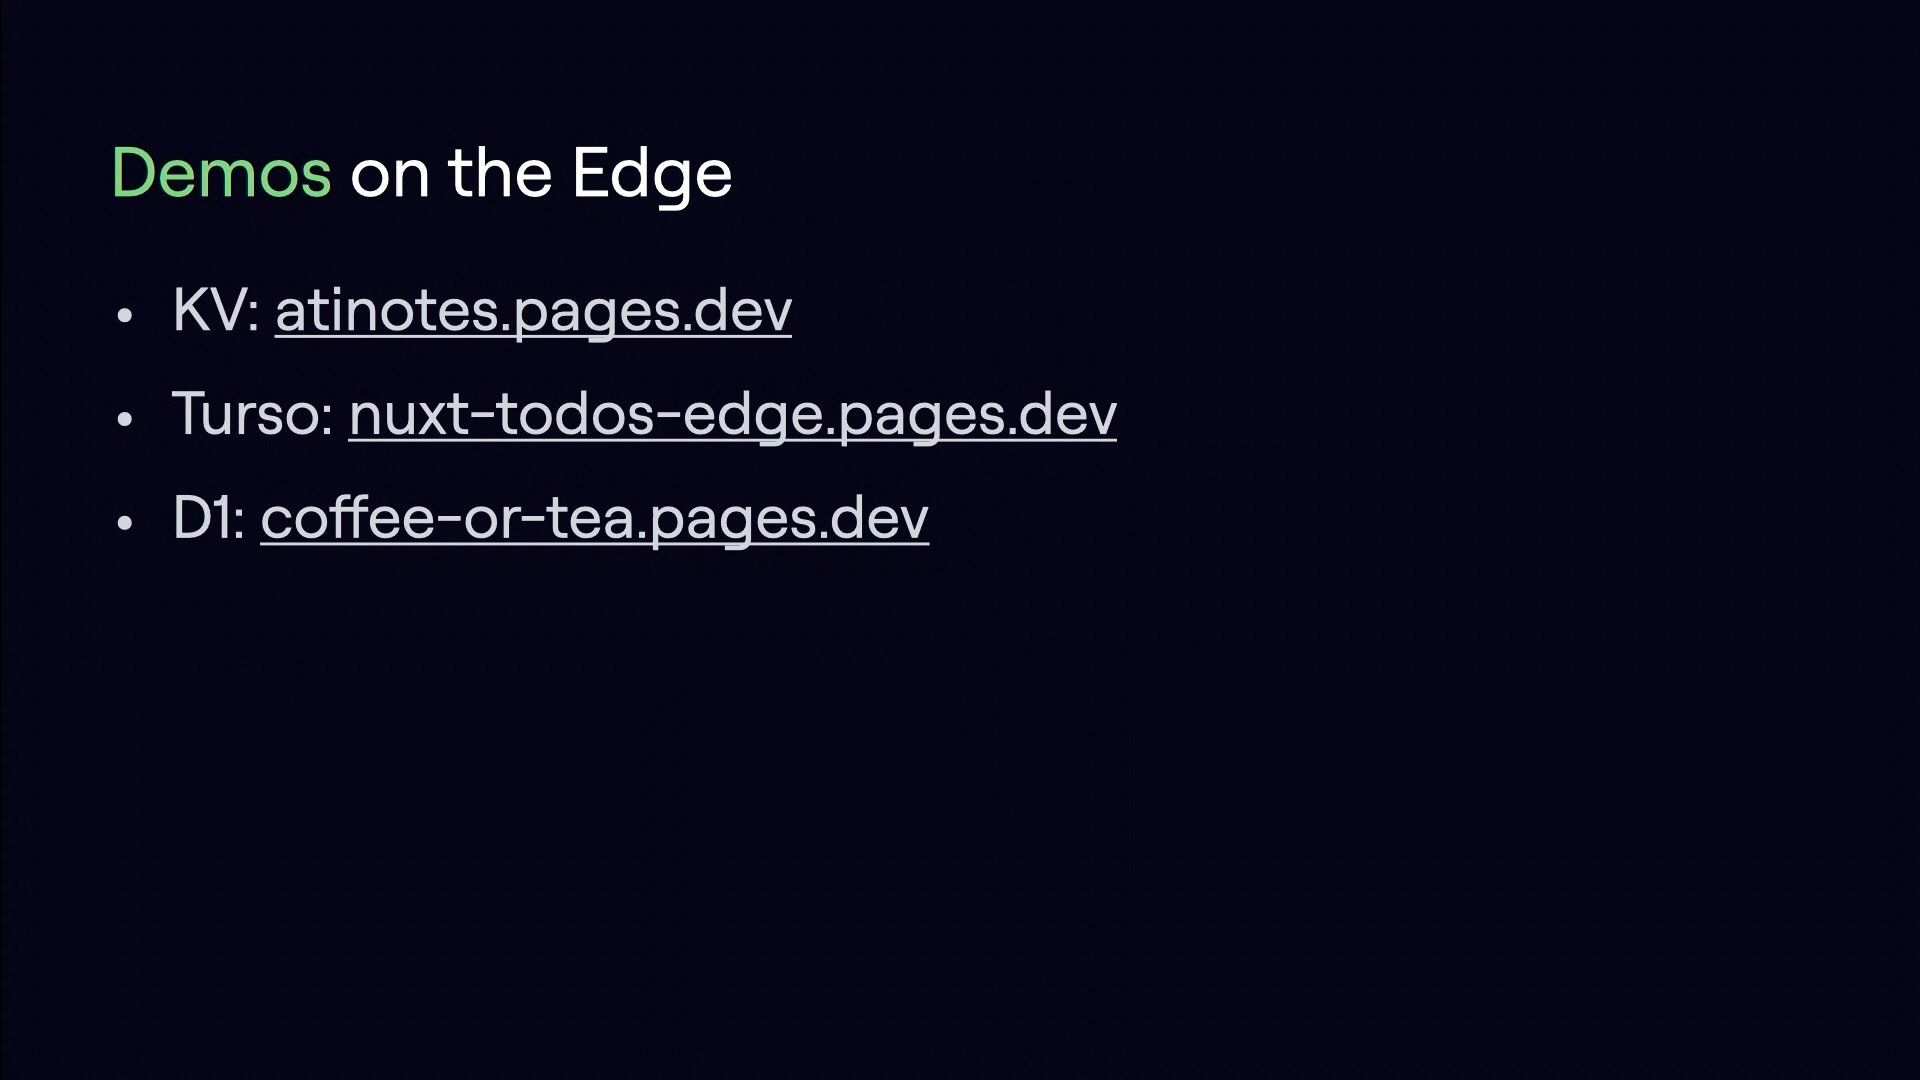 Demos on the Edge
• KV: atinotes.pages.dev
• Turso: nuxt-todos-edge.pages.dev
• D1: coffee-or-tea.pages.dev